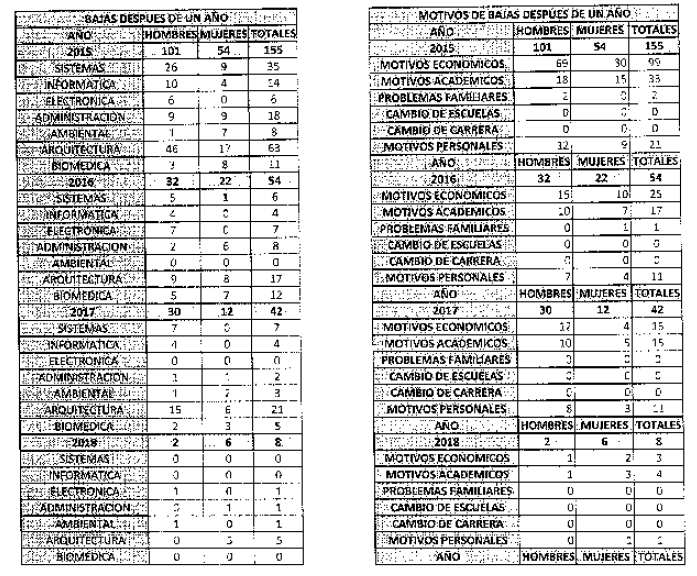 BAJAS DESPUES DE UN AÑO
AÑO HOMBRES MUJERES TOTALES
2015 101 54 155
SISTEMAS 26 9 35
INFORMATICA 10 4 14
ELECTRONICA 6 0 6
ADMINISTRACION 9 9 18
AMBIENTAL 1 7 8
ARQUITECTURA 46 17 63
BIOMEDICA 3 8 11
2016 32 22 54
SISTEMAS 5 1 6
INFORMATICA 4 0 4
ELECTRONICA 7 0 7
ADMINISTRACION 2 6 8
AMBIENTAL 0 0 0
ARQUITECTURA 9 8 17
BIOMEDICA 5 7 12
2017 30 12 42
SISTEMAS 7 0 7
INFORMATICA 4 0 4
ELECTRONICA 0 0 0
ADMINISTRACION 1 1 2
AMBIENTAL 1 2 3
ARQUITECTURA 15 6 21
BIOMEDICA 2 3 5
2018 2 6 8
SISTEMAS 0 0 0
INFORMATICA 0 0 0
ELECTRONICA 1 0 1
ADMINISTRACION 0 1 1
AMBIENTAL 1 0 1
ARQUITECTURA 0 5 5
BIOMEDICA 0 0 0
MOTIVOS DE BAJAS DESPUES DE UN AÑO
AÑO HOMBRES MUJERES TOTALES
2015 101 54 155
MOTIVOS ECONOMICOS 69 30 99
MOTIVOS ACADEMICOS 18 15 33
PROBLEMAS FAMILIARES 2 0 2
CAMBIO DE ESCUELAS 0 0 0
CAMBIO DE CARRERA 0 0 0
MOTIVOS PERSONALES 12 9 21
AÑO HOMBRES MUJERES TOTALES
2016 32 22 54
MOTIVOS ECONOMICOS 15 10 25
MOTIVOS ACADEMICOS 10 7 17
PROBLEMAS FAMILIARES 0 1 1
CAMBIO DE ESCUELAS 0 0 0
CAMBIO DE CARRERA 0 0 0
MOTIVOS PERSONALES 7 4 11
AÑO HOMBRES MUJERES TOTALES
2017 30 12 42
MOTIVOS ECONOMICOS 12 4
MOTIVOS ACADEMICOS 10 5 15
PROBLEMAS FAMILIARES 0 0 0
CAMBIO DE ESCUELAS 0 0 0
CAMBIO DE CARRERA 0 0 0
MOTIVOS PERSONALES 8 3 11
AÑO HOMBRES MUJERES TOTALES
2018 2 6 8
MOTIVOS ECONOMICOS 1 2 3
MOTIVOS ACADEMICOS 1 3 4
PROBLEMAS FAMILIARES 0 0 0
CAMBIO DE ESCUELAS 0 0 0
CAMBIO DE CARRERA 0 0 0
MOTIVOS PERSONALES 0 1 1
AÑO HOMBRES MUJERES TOTALES